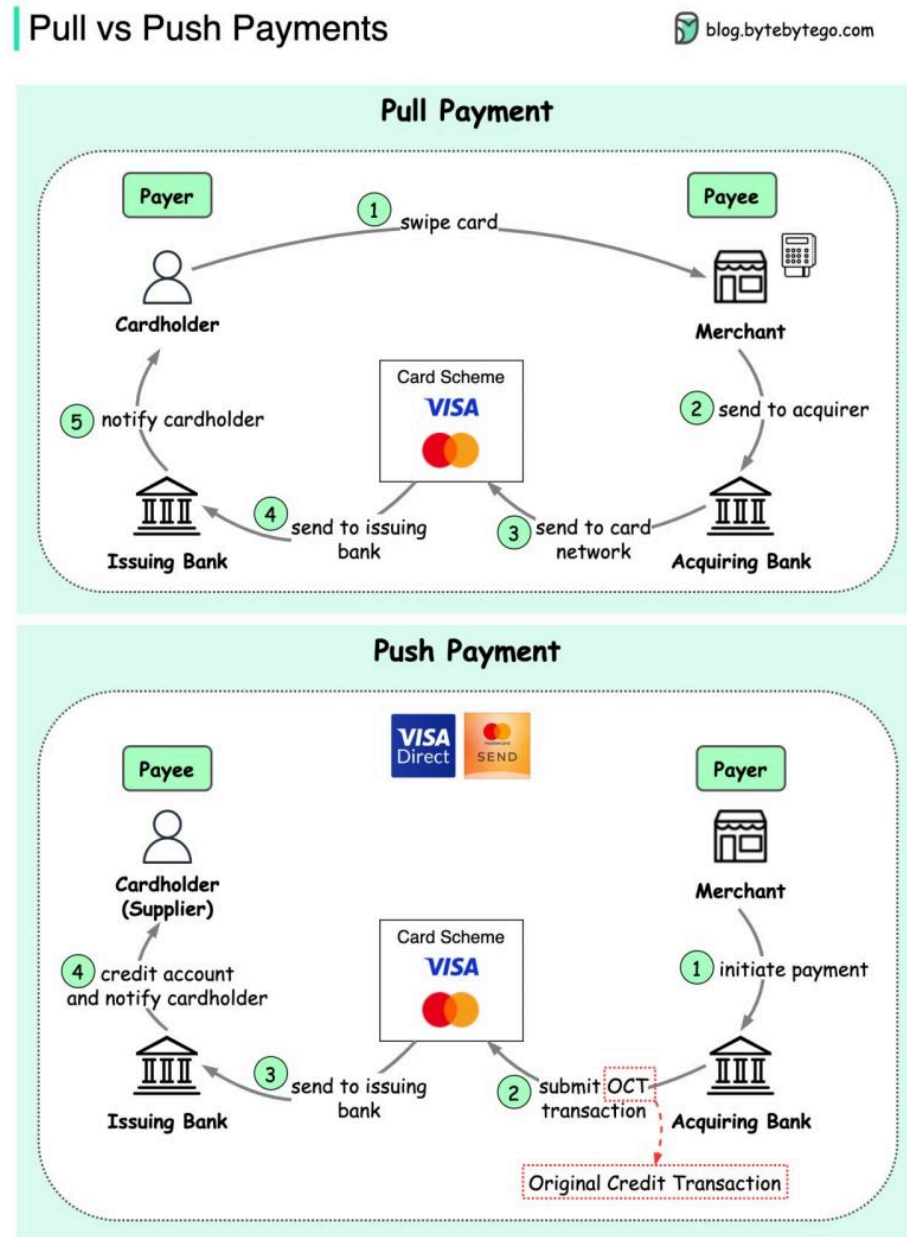 Pull vs Push Payments
blog.bytebytego.com
Pull Payment
Payer
Payee
1
swipe card
Cardholder
Merchant
Card Scheme
VISA
5 notify cardholder
2 send to acquirer
4
send to issuing
bank
3 send to card
network
Issuing Bank
Acquiring Bank
Push Payment
VISA
Direct
mastercard
SEND
Payee
Payer
Cardholder
(Supplier)
Merchant
Card Scheme
VISA
4 credit account
and notify cardholder
1 initiate payment
3
send to issuing
bank
2 submit OCT
transaction
Issuing Bank
Acquiring Bank
Original Credit Transaction